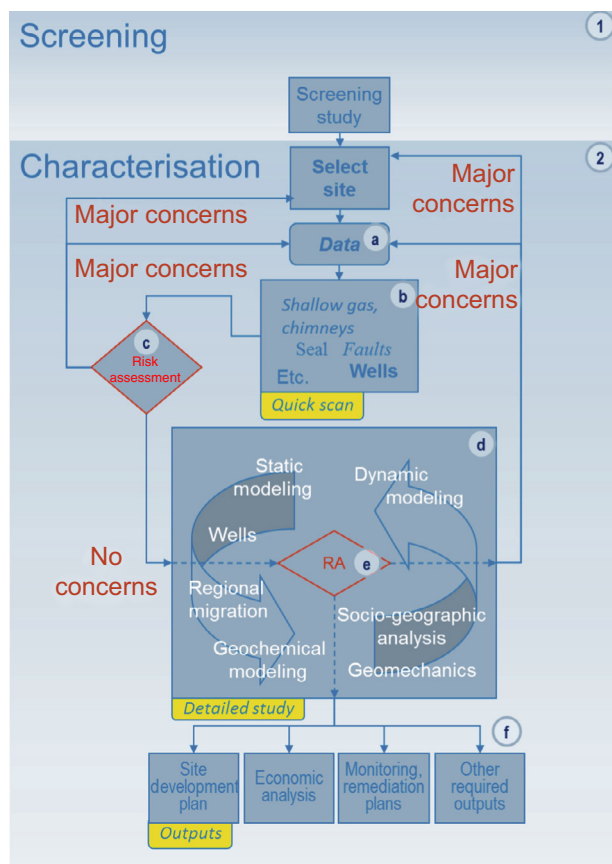 Screening
1
Screening
study
Characterisation
2
Select
site
Major concerns
Major
concerns
Data
a
Major concerns
Major
concerns
b
Shallow gas,
chimneys
Seal Faults
Etc. Wells
Quick scan
c
Risk
assessment
d
Static
modeling
Dynamic
modeling
Wells
No
concerns
RA
e
Regional
migration
Socio-geographic
analysis
Geochemical
modeling
Geomechanics
Detailed study
f
Site
development
plan
Economic
analysis
Monitoring,
remediation
plans
Other
required
outputs
Outputs